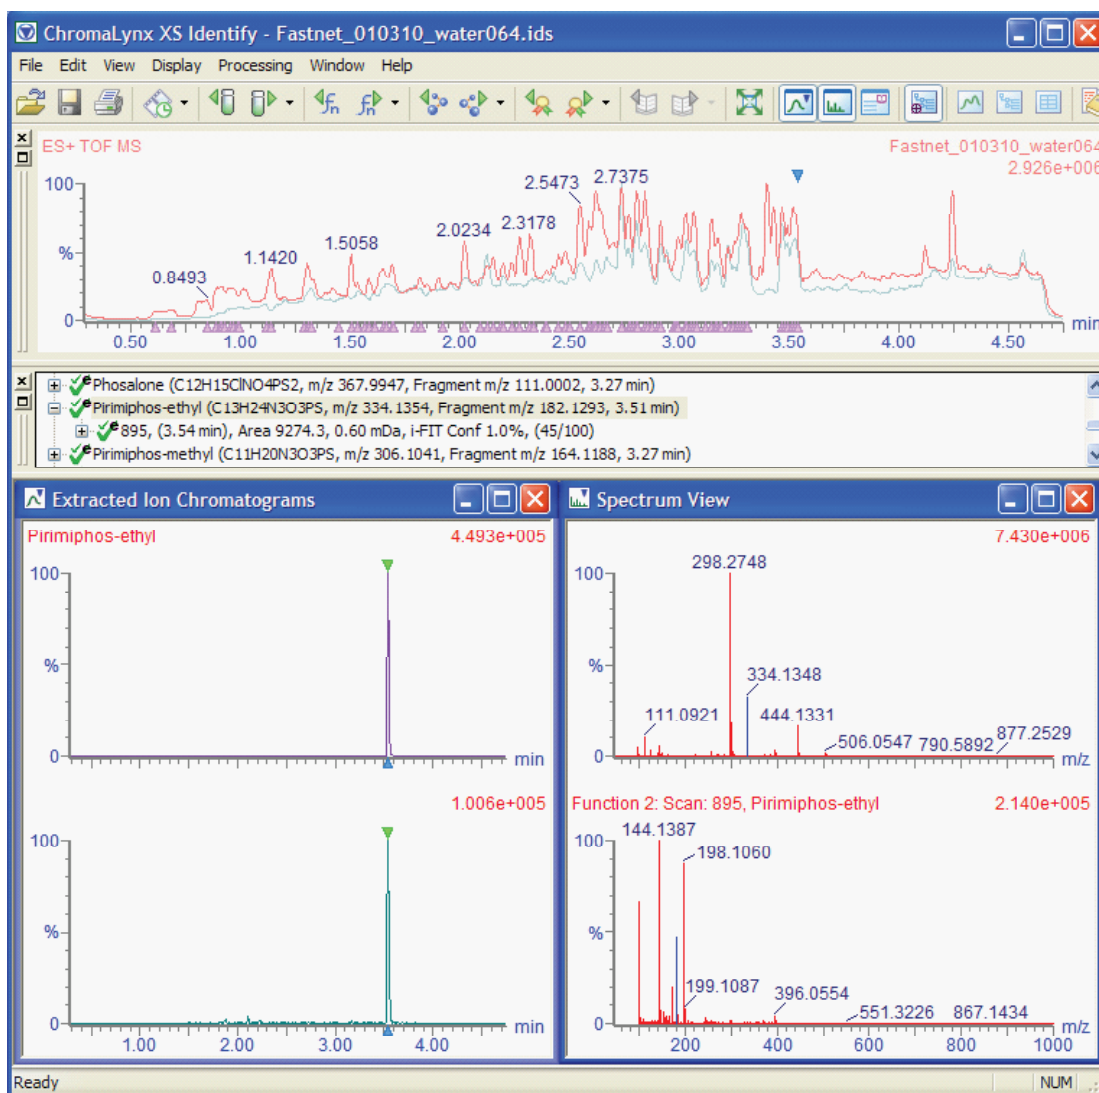 ChromaLynx XS Identify - Fastnet_010310_water064.ids
File Edit View Display Processing Window Help
ES+ TOF MS
Fastnet_010310_water064
2.926e+006
100
%
0
0.8493
1.1420
1.5058
2.0234
2.3178
2.5473
2.7375
0.50 1.00 1.50 2.00 2.50 3.00 3.50 4.00 4.50
min
Phosalone (C12H15ClNO4PS2, m/z 367.9947, Fragment m/z 111.0002, 3.27 min)
Pirimiphos-ethyl (C13H24N3O3PS, m/z 334.1354, Fragment m/z 182.1293, 3.51 min)
895, (3.54 min), Area 9274.3, 0.60 mDa, i-FIT Conf 1.0%, (45/100)
Pirimiphos-methyl (C11H20N3O3PS, m/z 306.1041, Fragment m/z 164.1188, 3.27 min)
Extracted Ion Chromatograms
Pirimiphos-ethyl 4.493e+005
100
%
0
min
1.006e+005
100
%
0
min
1.00 2.00 3.00 4.00
Spectrum View
7.430e+006
100
%
0
298.2748
334.1348
111.0921
444.1331
506.0547
790.5892
877.2529
m/z
Function 2: Scan: 895, Pirimiphos-ethyl 2.140e+005
144.1387
100
%
0
198.1060
199.1087
396.0554
551.3226
867.1434
m/z
200 400 600 800 1000
Ready
NUM